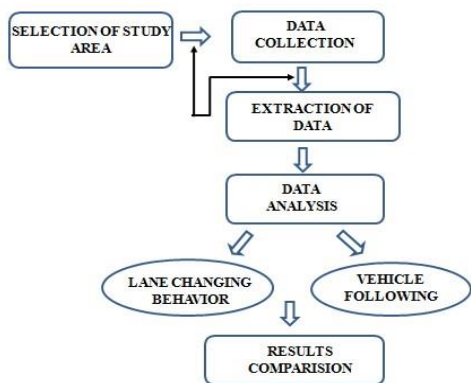 SELECTION OF STUDY
AREA
DATA
COLLECTION
EXTRACTION OF
DATA
DATA
ANALYSIS
LANE CHANGING
BEHAVIOR
VEHICLE
FOLLOWING
RESULTS
COMPARISION